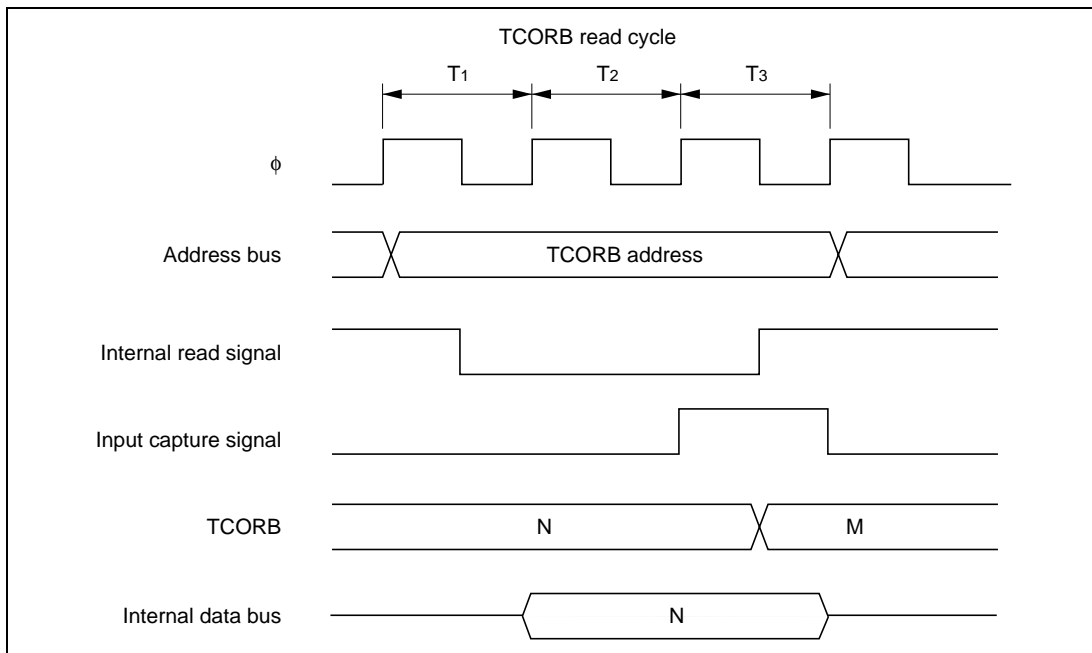 TCORB read cycle
T1 T2 T3
ϕ
Address bus TCORB address
Internal read signal
Input capture signal
TCORB N M
Internal data bus N